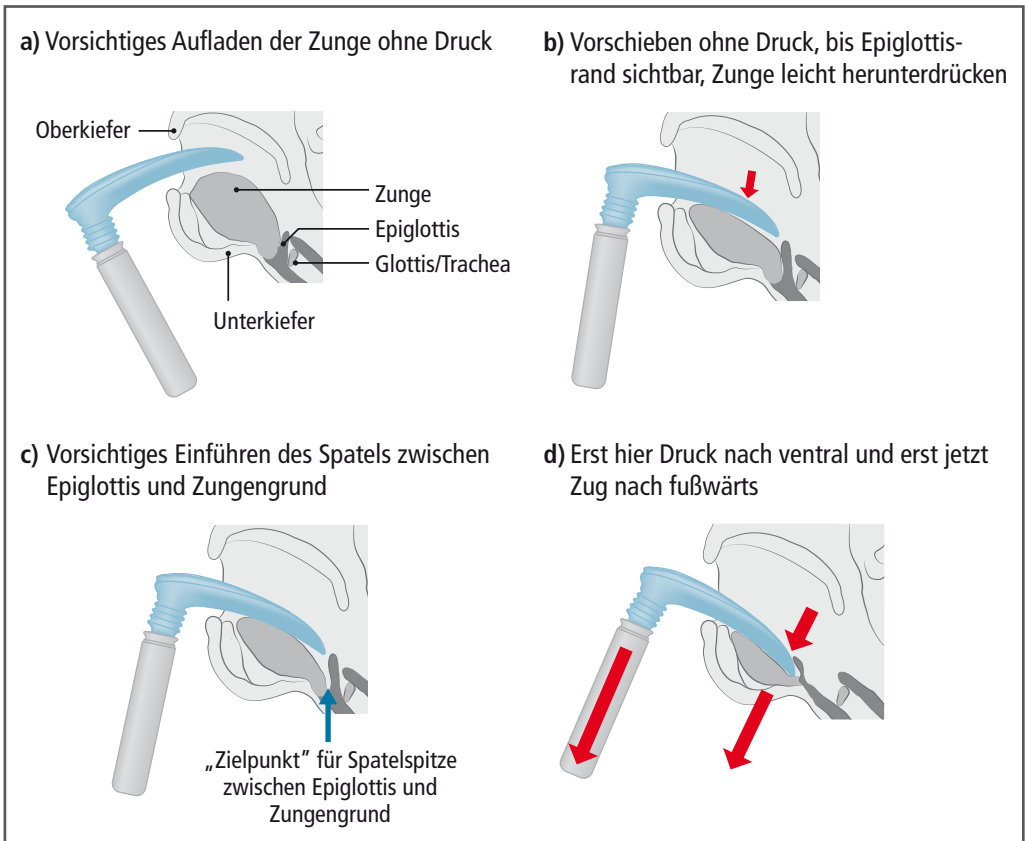 a) Vorsichtiges Aufladen der Zunge ohne Druck
Oberkiefer
Zunge
Epiglottis
Glottis/Trachea
Unterkiefer
b) Vorschieben ohne Druck, bis Epiglottis-
rand sichtbar, Zunge leicht herunterdrücken
c) Vorsichtiges Einführen des Spatels zwischen
Epiglottis und Zungengrund
„Zielpunkt” für Spatelspitze
zwischen Epiglottis und
Zungengrund
d) Erst hier Druck nach ventral und erst jetzt
Zug nach fußwärts